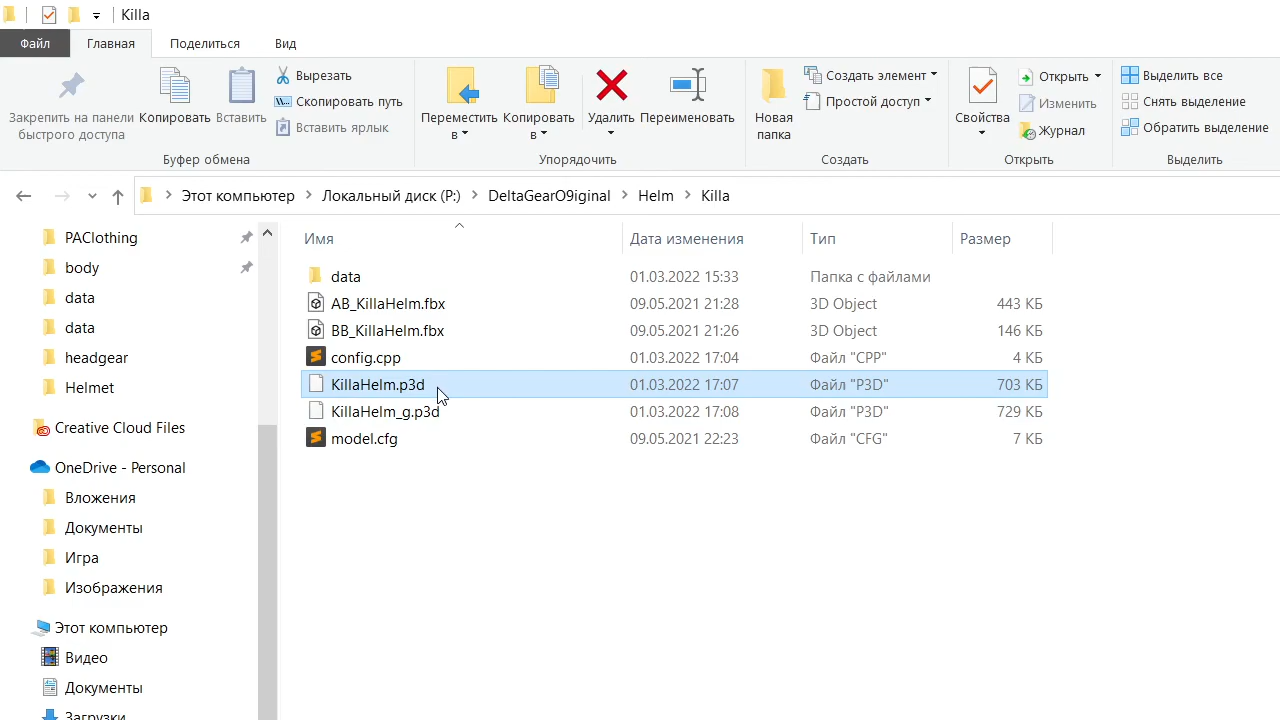 Killa
Файл Главная Поделиться Вид
Закрепить на панели быстрого доступа
Копировать
Вставить
Вырезать
Скопировать путь
Вставить ярлык
Буфер обмена
Переместить в
Копировать в
Удалить
Переименовать
Упорядочить
Новая папка
Создать элемент
Простой доступ
Создать
Свойства
Открыть
Изменить
Журнал
Открыть
Выделить все
Снять выделение
Обратить выделение
Выделить
Этот компьютер Локальный диск (P:) DeltaGearO9iginal Helm Killa
PAClothing
body
data
data
headgear
Helmet
Creative Cloud Files
OneDrive - Personal
Вложения
Документы
Игра
Изображения
Этот компьютер
Видео
Документы
Загрузки
Имя Дата изменения Тип Размер
data 01.03.2022 15:33 Папка с файлами
AB_KillaHelm.fbx 09.05.2021 21:28 3D Object 443 КБ
BB_KillaHelm.fbx 09.05.2021 21:26 3D Object 146 КБ
config.cpp 01.03.2022 17:04 Файл "CPP" 4 КБ
KillaHelm.p3d 01.03.2022 17:07 Файл "P3D" 703 КБ
KillaHelm_g.p3d 01.03.2022 17:08 Файл "P3D" 729 КБ
model.cfg 09.05.2021 22:23 Файл "CFG" 7 КБ